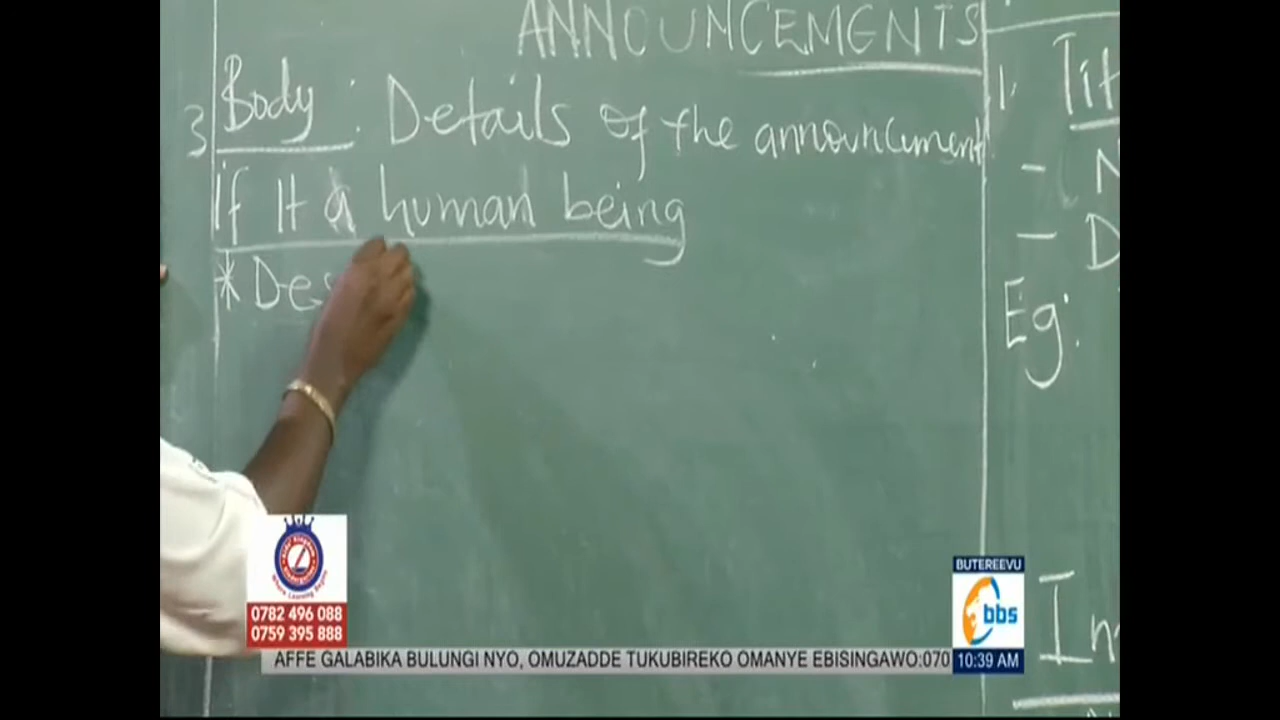 ANNOUNCEMENTS
3 Body : Details of the announcement
If It a human being
*Des
1. Tit
- N
- D
Eg:
Im
0782 496 088
0759 395 888
BUTEREEVU
bbs
10:39 AM
AFFE GALABIKA BULUNGI NYO, OMUZADDE TUKUBIREKO OMANYE EBISINGAWO:070